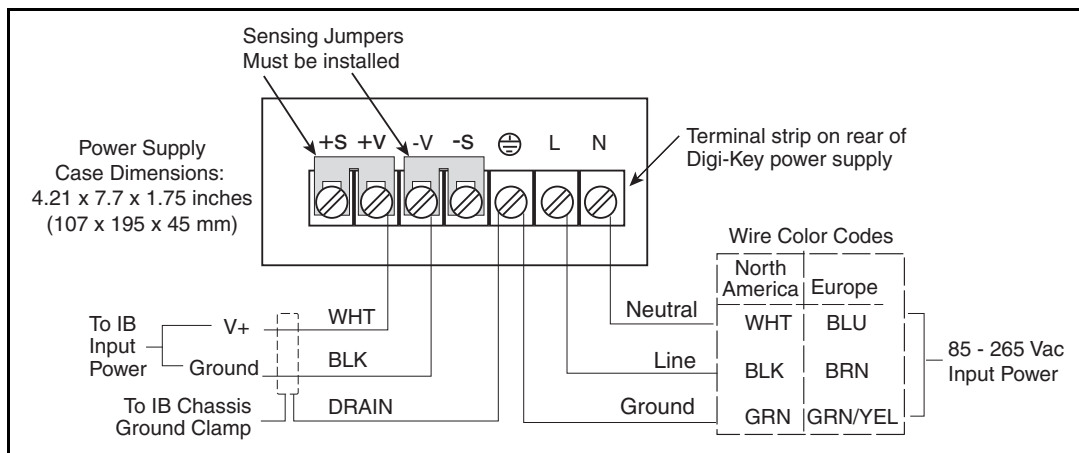 Sensing Jumpers
Must be installed
+S +V -V -S L N
Terminal strip on rear of
Digi-Key power supply
Power Supply
Case Dimensions:
4.21 x 7.7 x 1.75 inches
(107 x 195 x 45 mm)
Wire Color Codes
North
America
Europe
Neutral
WHT BLU
Line
BLK BRN
Ground
GRN GRN/YEL
85 - 265 Vac
Input Power
To IB
Input
Power
V+
WHT
Ground
BLK
To IB Chassis
Ground Clamp
DRAIN